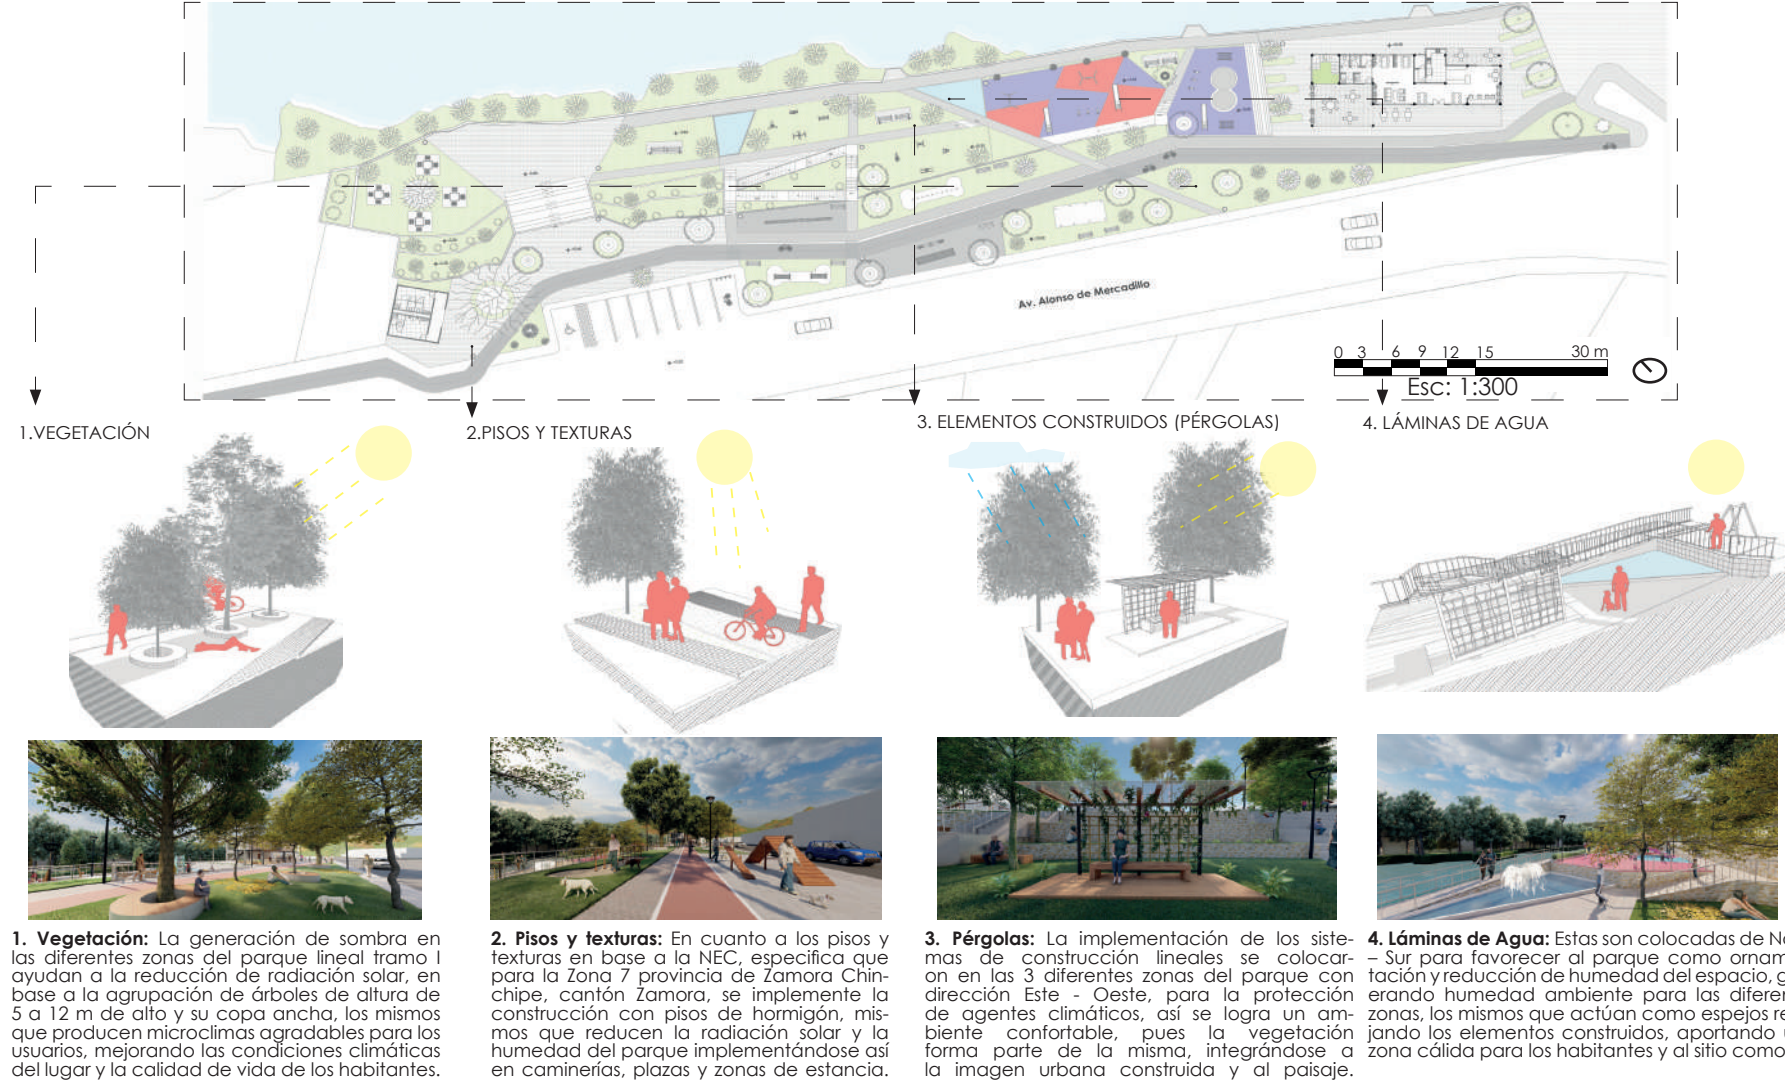 Av. Alonso de Mercadillo
0 3 6 9 12 15 30 m
Esc: 1:300
1.VEGETACIÓN
2.PISOS Y TEXTURAS
3. ELEMENTOS CONSTRUIDOS (PÉRGOLAS)
4. LÁMINAS DE AGUA
1. Vegetación: La generación de sombra en
las diferentes zonas del parque lineal tramo I
ayudan a la reducción de radiación solar, en
base a la agrupación de árboles de altura de
5 a 12 m de alto y su copa ancha, los mismos
que producen microclimas agradables para los
usuarios, mejorando las condiciones climáticas
del lugar y la calidad de vida de los habitantes.
2. Pisos y texturas: En cuanto a los pisos y
texturas en base a la NEC, especifica que
para la Zona 7 provincia de Zamora Chin-
chipe, cantón Zamora, se implemente la
construcción con pisos de hormigón, mis-
mos que reducen la radiación solar y la
humedad del parque implementándose así
en caminerías, plazas y zonas de estancia.
3. Pérgolas: La implementación de los siste-
mas de construcción lineales se colocar-
on en las 3 diferentes zonas del parque con
dirección Este - Oeste, para la protección
de agentes climáticos, así se logra un am-
biente confortable, pues la vegetación
forma parte de la misma, integrándose a
la imagen urbana construida y al paisaje.
4. Láminas de Agua: Estas son colocadas de No
– Sur para favorecer al parque como ornam
tación y reducción de humedad del espacio, g
erando humedad ambiente para las diferen
zonas, los mismos que actúan como espejos re
jando los elementos construidos, aportando u
zona cálida para los habitantes y al sitio como